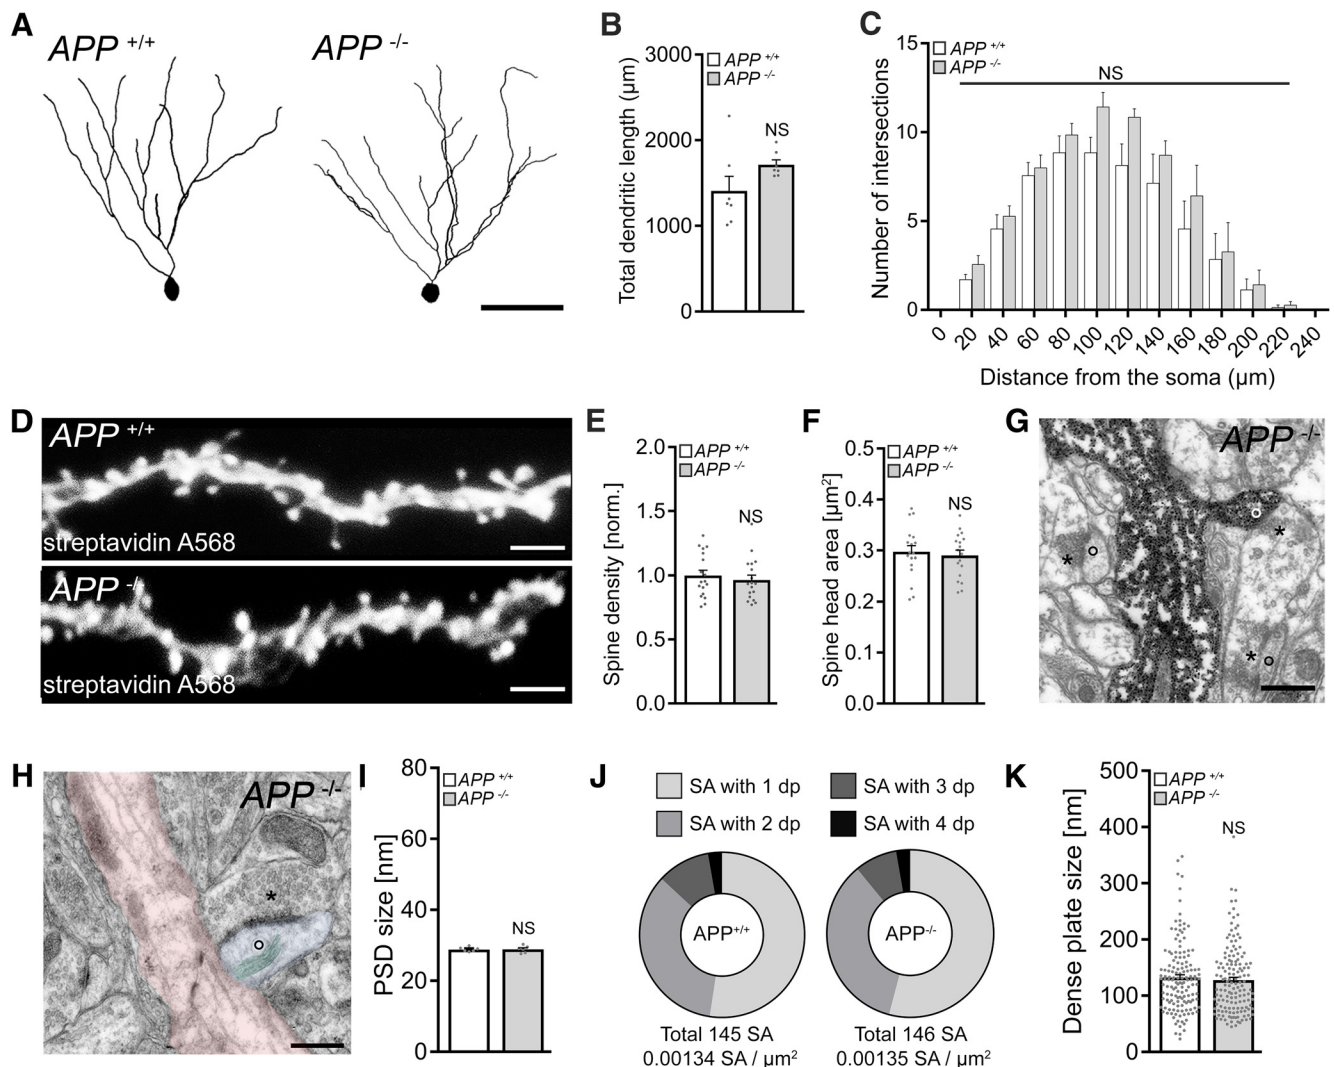 A
APP +/+
APP -/-
B
Total dendritic length (μm)
3000
2000
1000
0
APP +/+
APP -/-
NS
C
Number of intersections
15
10
5
0
APP +/+
APP -/-
NS
0 20 40 60 80 100 120 140 160 180 200 220 240
Distance from the soma (μm)
D
APP +/+
streptavidin A568
APP -/-
streptavidin A568
E
Spine density [norm.]
2.0
1.5
1.0
0.5
0.0
APP +/+
APP -/-
NS
F
Spine head area [μm²]
0.5
0.4
0.3
0.2
0.1
0.0
APP +/+
APP -/-
NS
G
APP -/-
*
*
*
H
APP -/-
*
I
PSD size [nm]
80
60
40
20
0
APP +/+
APP -/-
NS
J
SA with 1 dp
SA with 3 dp
SA with 2 dp
SA with 4 dp
APP+/+
APP-/-
Total 145 SA
0.00134 SA / μm²
Total 146 SA
0.00135 SA / μm²
K
Dense plate size [nm]
500
400
300
200
100
0
APP +/+
APP -/-
NS